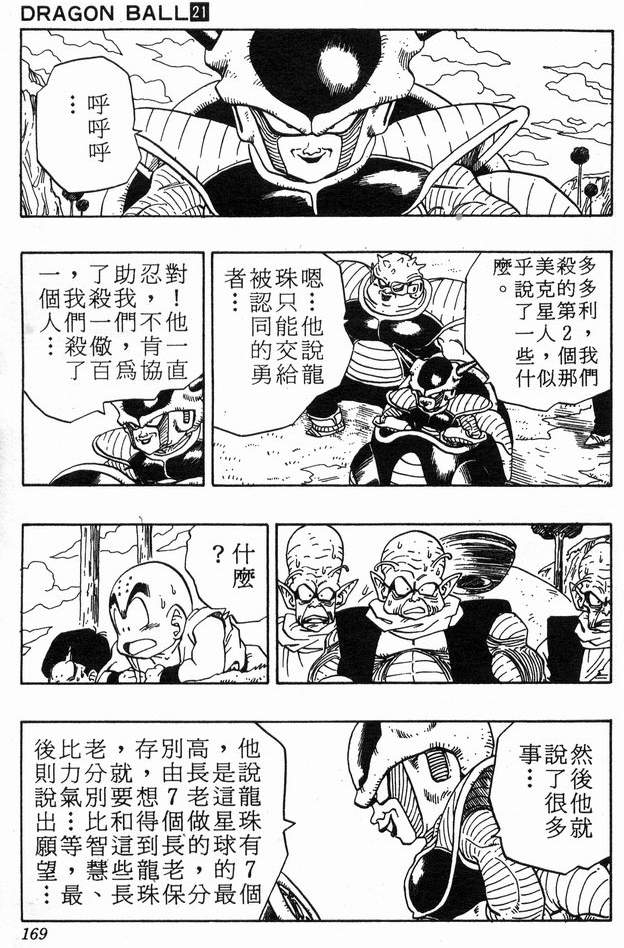 DRAGON BALL 21
呼呼呼
…
多多利，我們
殺的第2個那
美克星人，似
乎說了一些什
麼。
嗯…他說龍
珠只能交給
被認同的勇
者…
對！他一直
忍，不肯協
助我們，為
了殺一儆百
，我們殺了
一個人…
什麼
？
然後他就
說了很多
事…
他說龍珠有7個
，是這星球的最
高長老做的，分
別由7個長老保
存，想得到龍珠
，就要和這些長
老分別比智慧、
比力氣…等，最
後則說出願望…
169